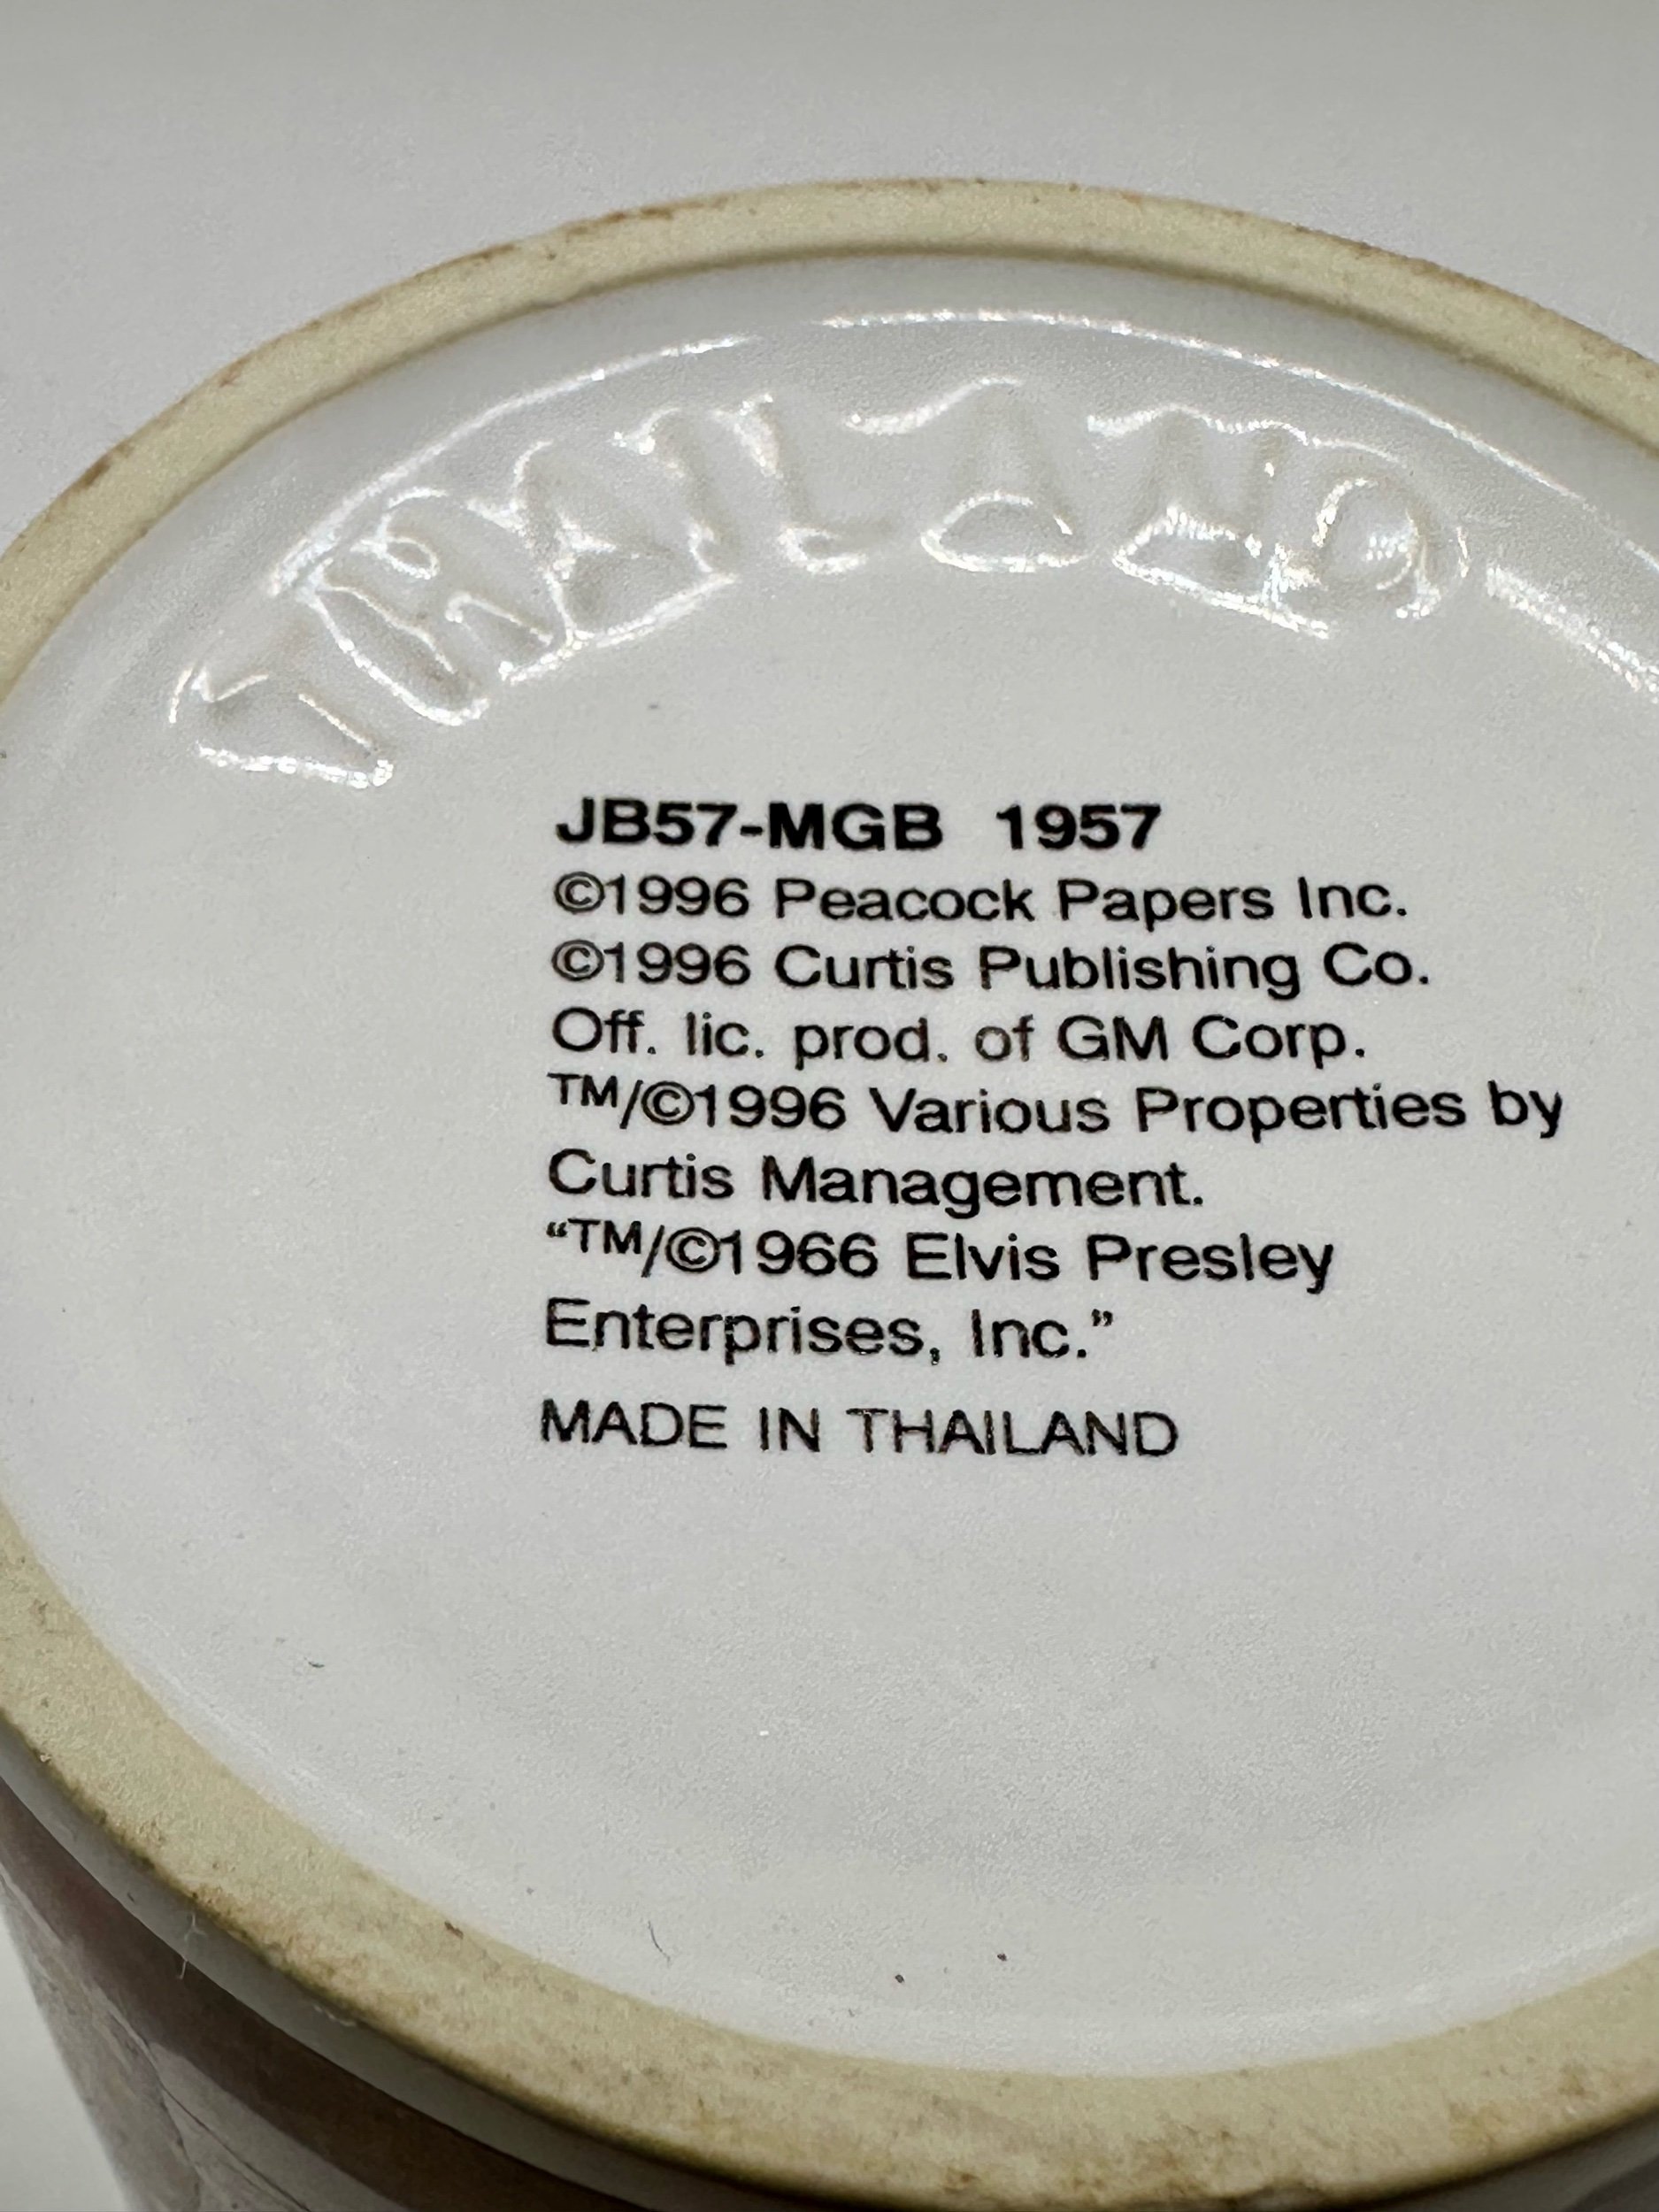 THAILAND
JB57-MGB 1957
©1996 Peacock Papers Inc.
©1996 Curtis Publishing Co.
Off. lic. prod. of GM Corp.
™/©1996 Various Properties by
Curtis Management.
“™/©1966 Elvis Presley
Enterprises, Inc.”
MADE IN THAILAND